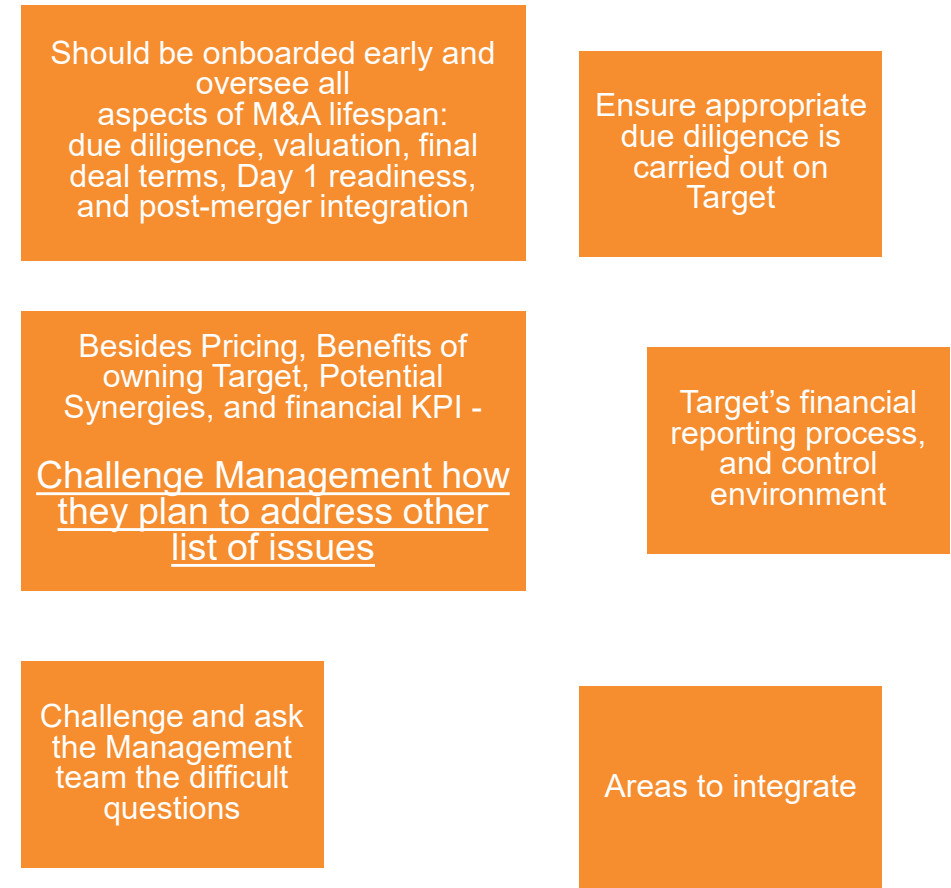 Should be onboarded early and
oversee all
aspects of M&A lifespan:
due diligence, valuation, final
deal terms, Day 1 readiness,
and post-merger integration
Ensure appropriate
due diligence is
carried out on
Target
Besides Pricing, Benefits of
owning Target, Potential
Synergies, and financial KPI -
Challenge Management how
they plan to address other
list of issues
Target’s financial
reporting process,
and control
environment
Challenge and ask
the Management
team the difficult
questions
Areas to integrate